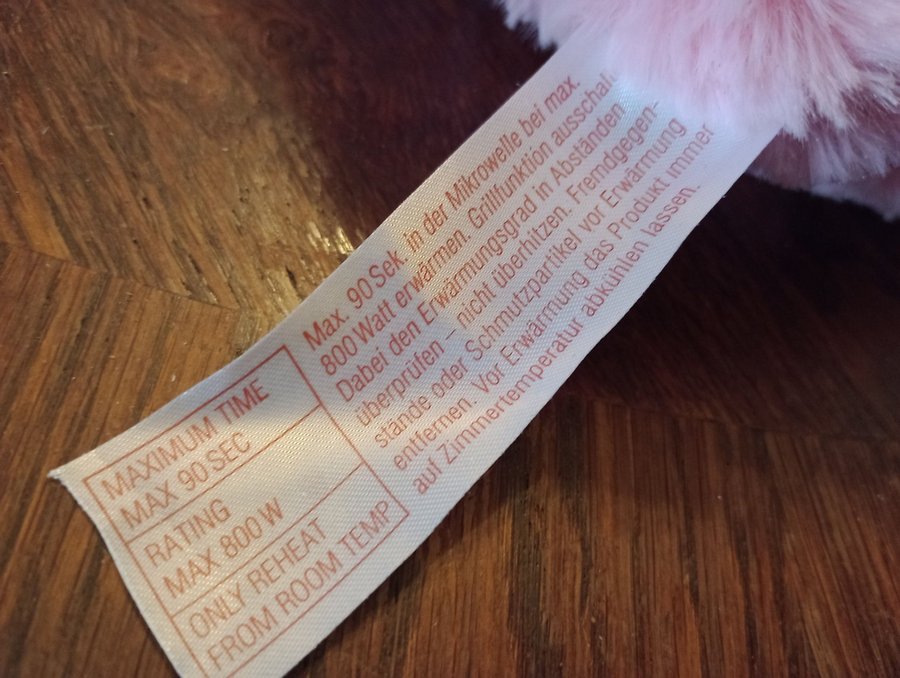 Max. 90 Sek. in der Mikrowelle bei max.
800 Watt erwärmen. Grillfunktion ausschal-
Dabei den Erwärmungsgrad in Abständen
überprüfen – nicht überhitzen. Fremdgegen-
stände oder Schmutzpartikel vor Erwärmung
entfernen. Vor Erwärmung das Produkt immer
auf Zimmertemperatur abkühlen lassen.
MAXIMUM TIME
MAX 90 SEC
RATING
MAX 800 W
ONLY REHEAT
FROM ROOM TEMP